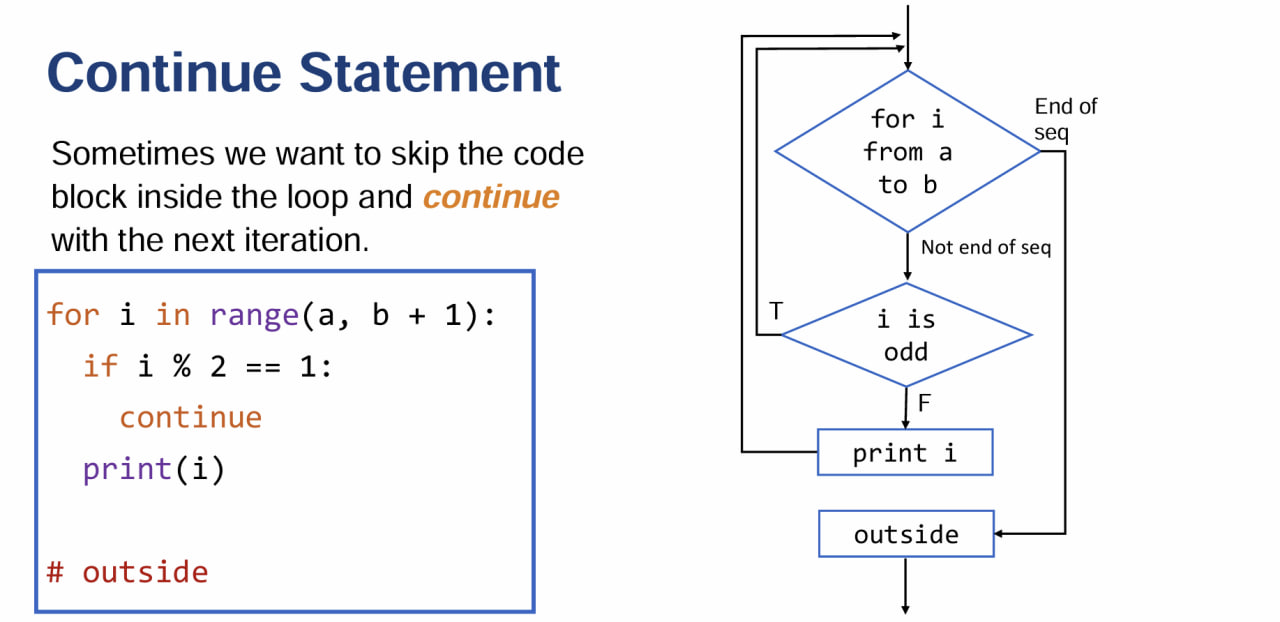 Continue Statement
Sometimes we want to skip the code
block inside the loop and continue
with the next iteration.
for i in range(a, b + 1):
  if i % 2 == 1:
    continue
  print(i)
# outside
for i
from a
to b
End of
seq
Not end of seq
T
i is
odd
F
print i
outside